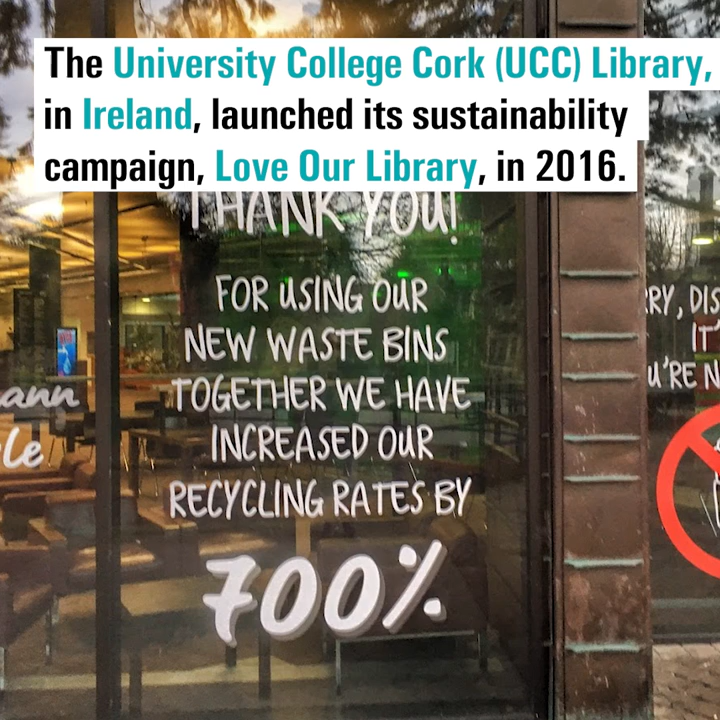 The University College Cork (UCC) Library,
in Ireland, launched its sustainability
campaign, Love Our Library, in 2016.
THANK YOU!
FOR USING OUR
NEW WASTE BINS
TOGETHER WE HAVE
INCREASED OUR
RECYCLING RATES BY
700%